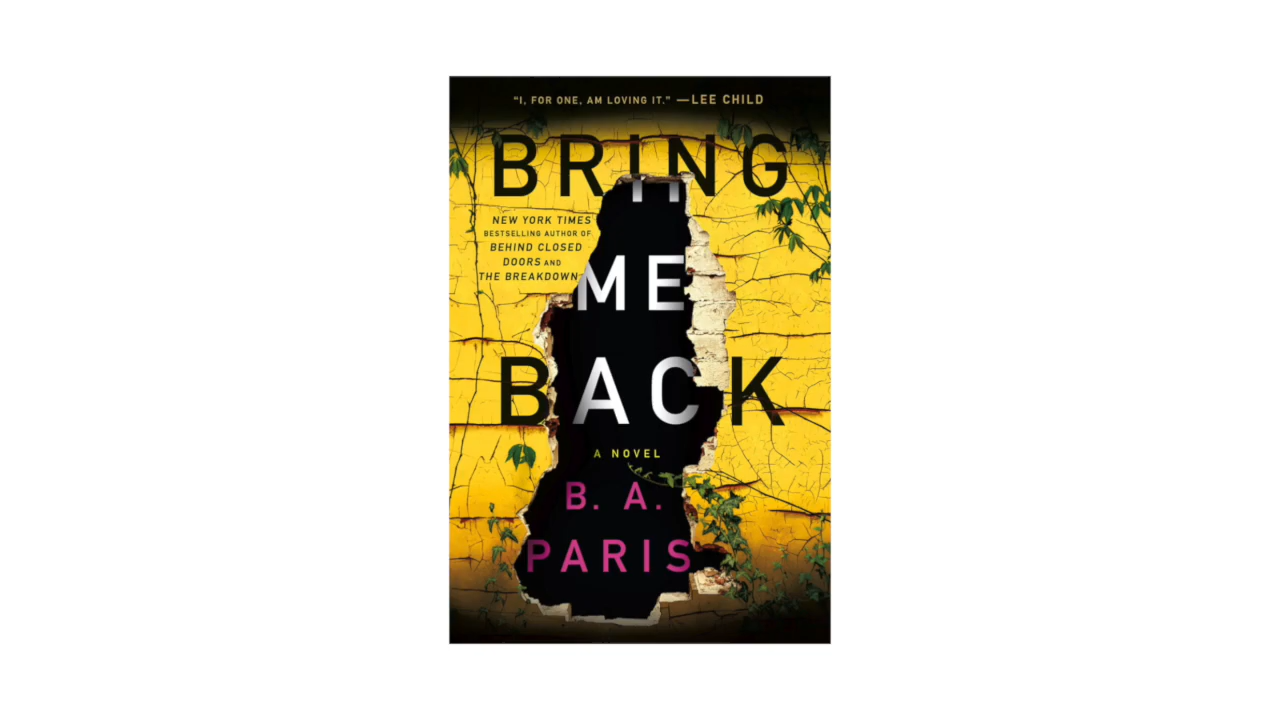 “I, FOR ONE, AM LOVING IT.” —LEE CHILD
BRING
NEW YORK TIMES
BESTSELLING AUTHOR OF
BEHIND CLOSED
DOORS AND
THE BREAKDOWN
ME
BACK
A NOVEL
B. A.
PARIS